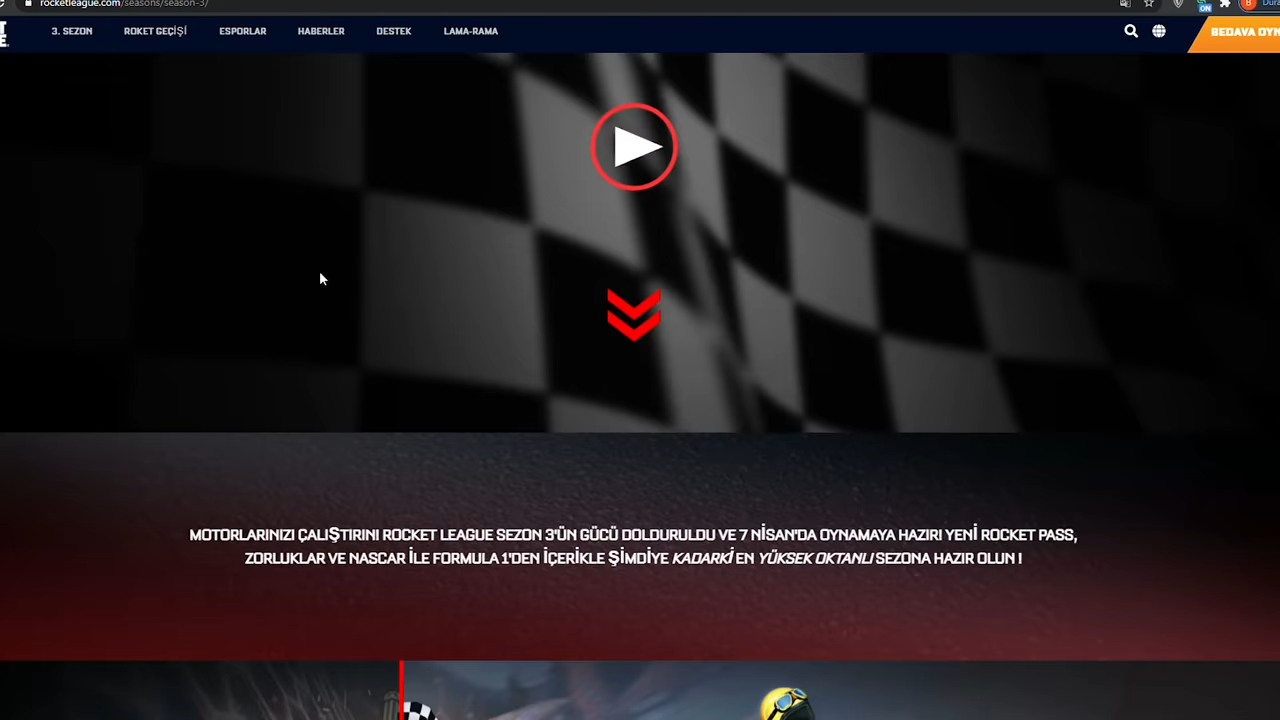 rocketleague.com/seasons/season-3/
ON
B
3. SEZON ROKET GEÇİŞİ ESPORLAR HABERLER DESTEK LAMA-RAMA
MOTORLARINIZI ÇALIŞTIRIN! ROCKET LEAGUE SEZON 3'ÜN GÜCÜ DOLDURULDU VE 7 NİSAN'DA OYNAMAYA HAZIR! YENİ ROCKET PASS,
ZORLUKLAR VE NASCAR İLE FORMULA 1'DEN İÇERİKLE ŞİMDİYE KADARKİ EN YÜKSEK OKTANLI SEZONA HAZIR OLUN !